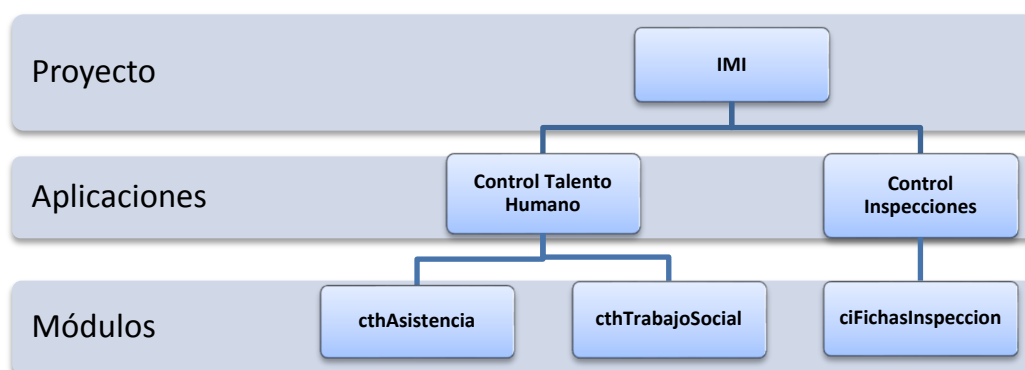 Proyecto
IMI
Aplicaciones
Control Talento
Humano
Control
Inspecciones
Módulos
cthAsistencia
cthTrabajoSocial
ciFichasInspeccion